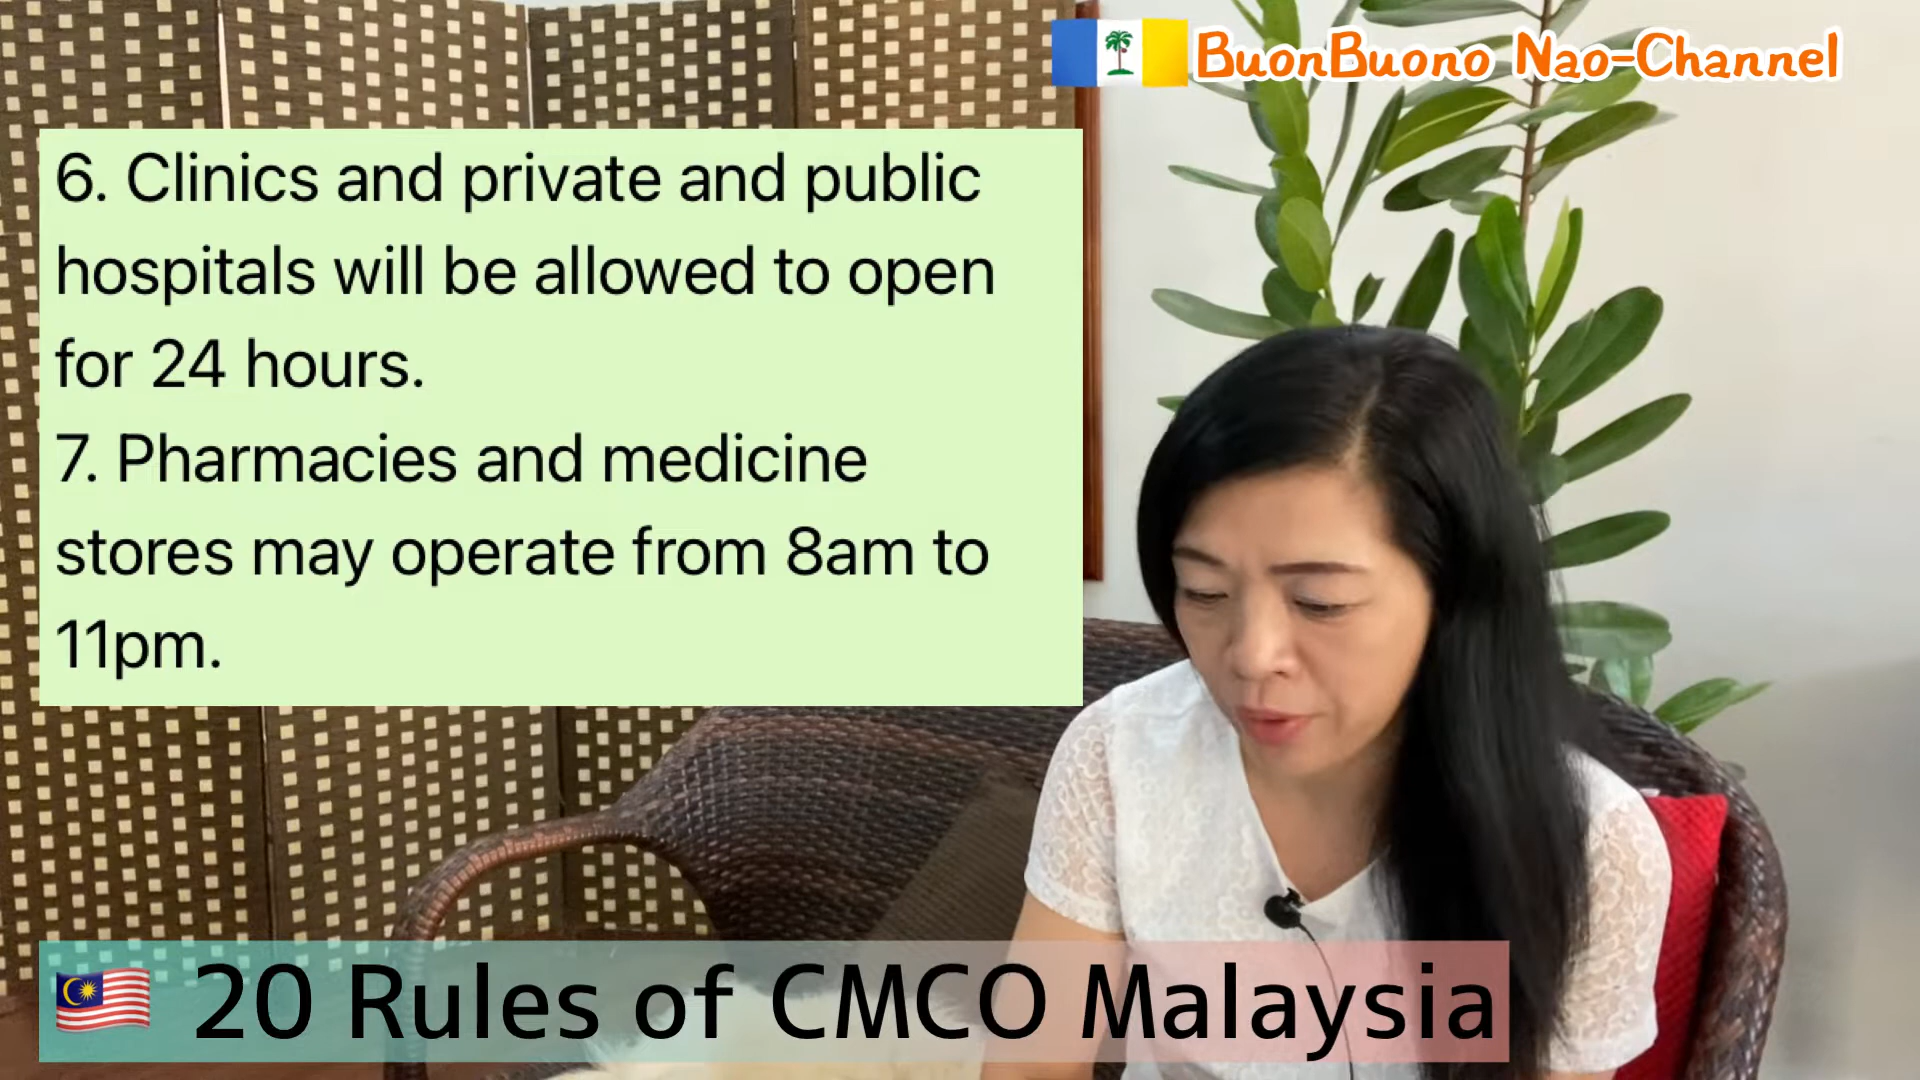 BuonBuono Nao-Channel
6. Clinics and private and public
hospitals will be allowed to open
for 24 hours.
7. Pharmacies and medicine
stores may operate from 8am to
11pm.
20 Rules of CMCO Malaysia